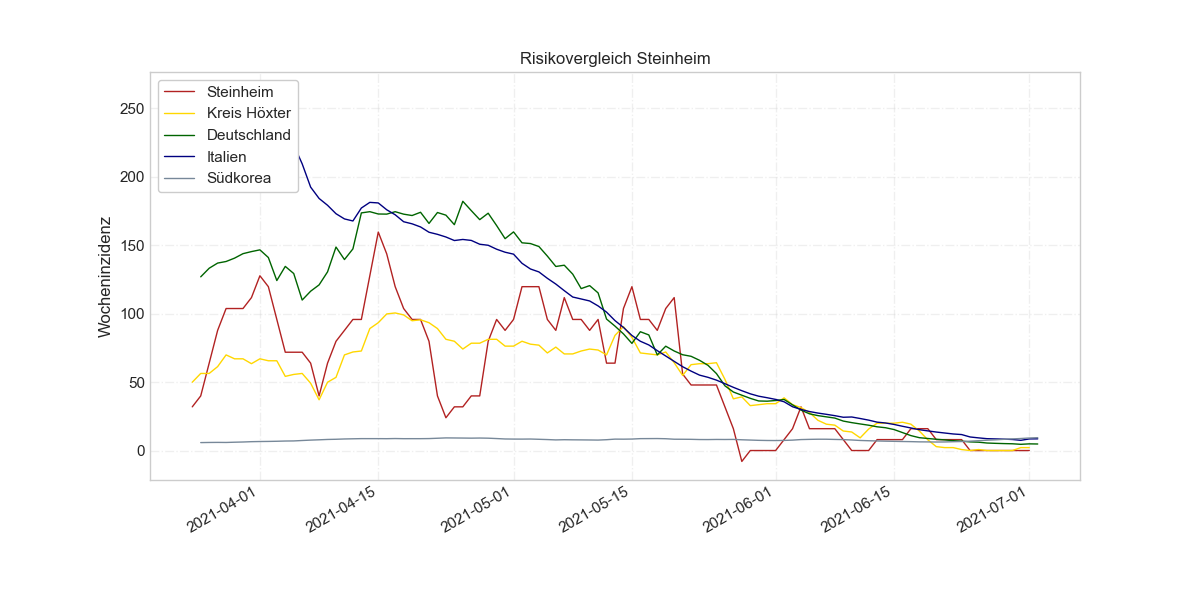 Risikovergleich Steinheim
Steinheim
Kreis Höxter
Deutschland
Italien
Südkorea
Wocheninzidenz
250
200
150
100
50
0
2021-04-01
2021-04-15
2021-05-01
2021-05-15
2021-06-01
2021-06-15
2021-07-01